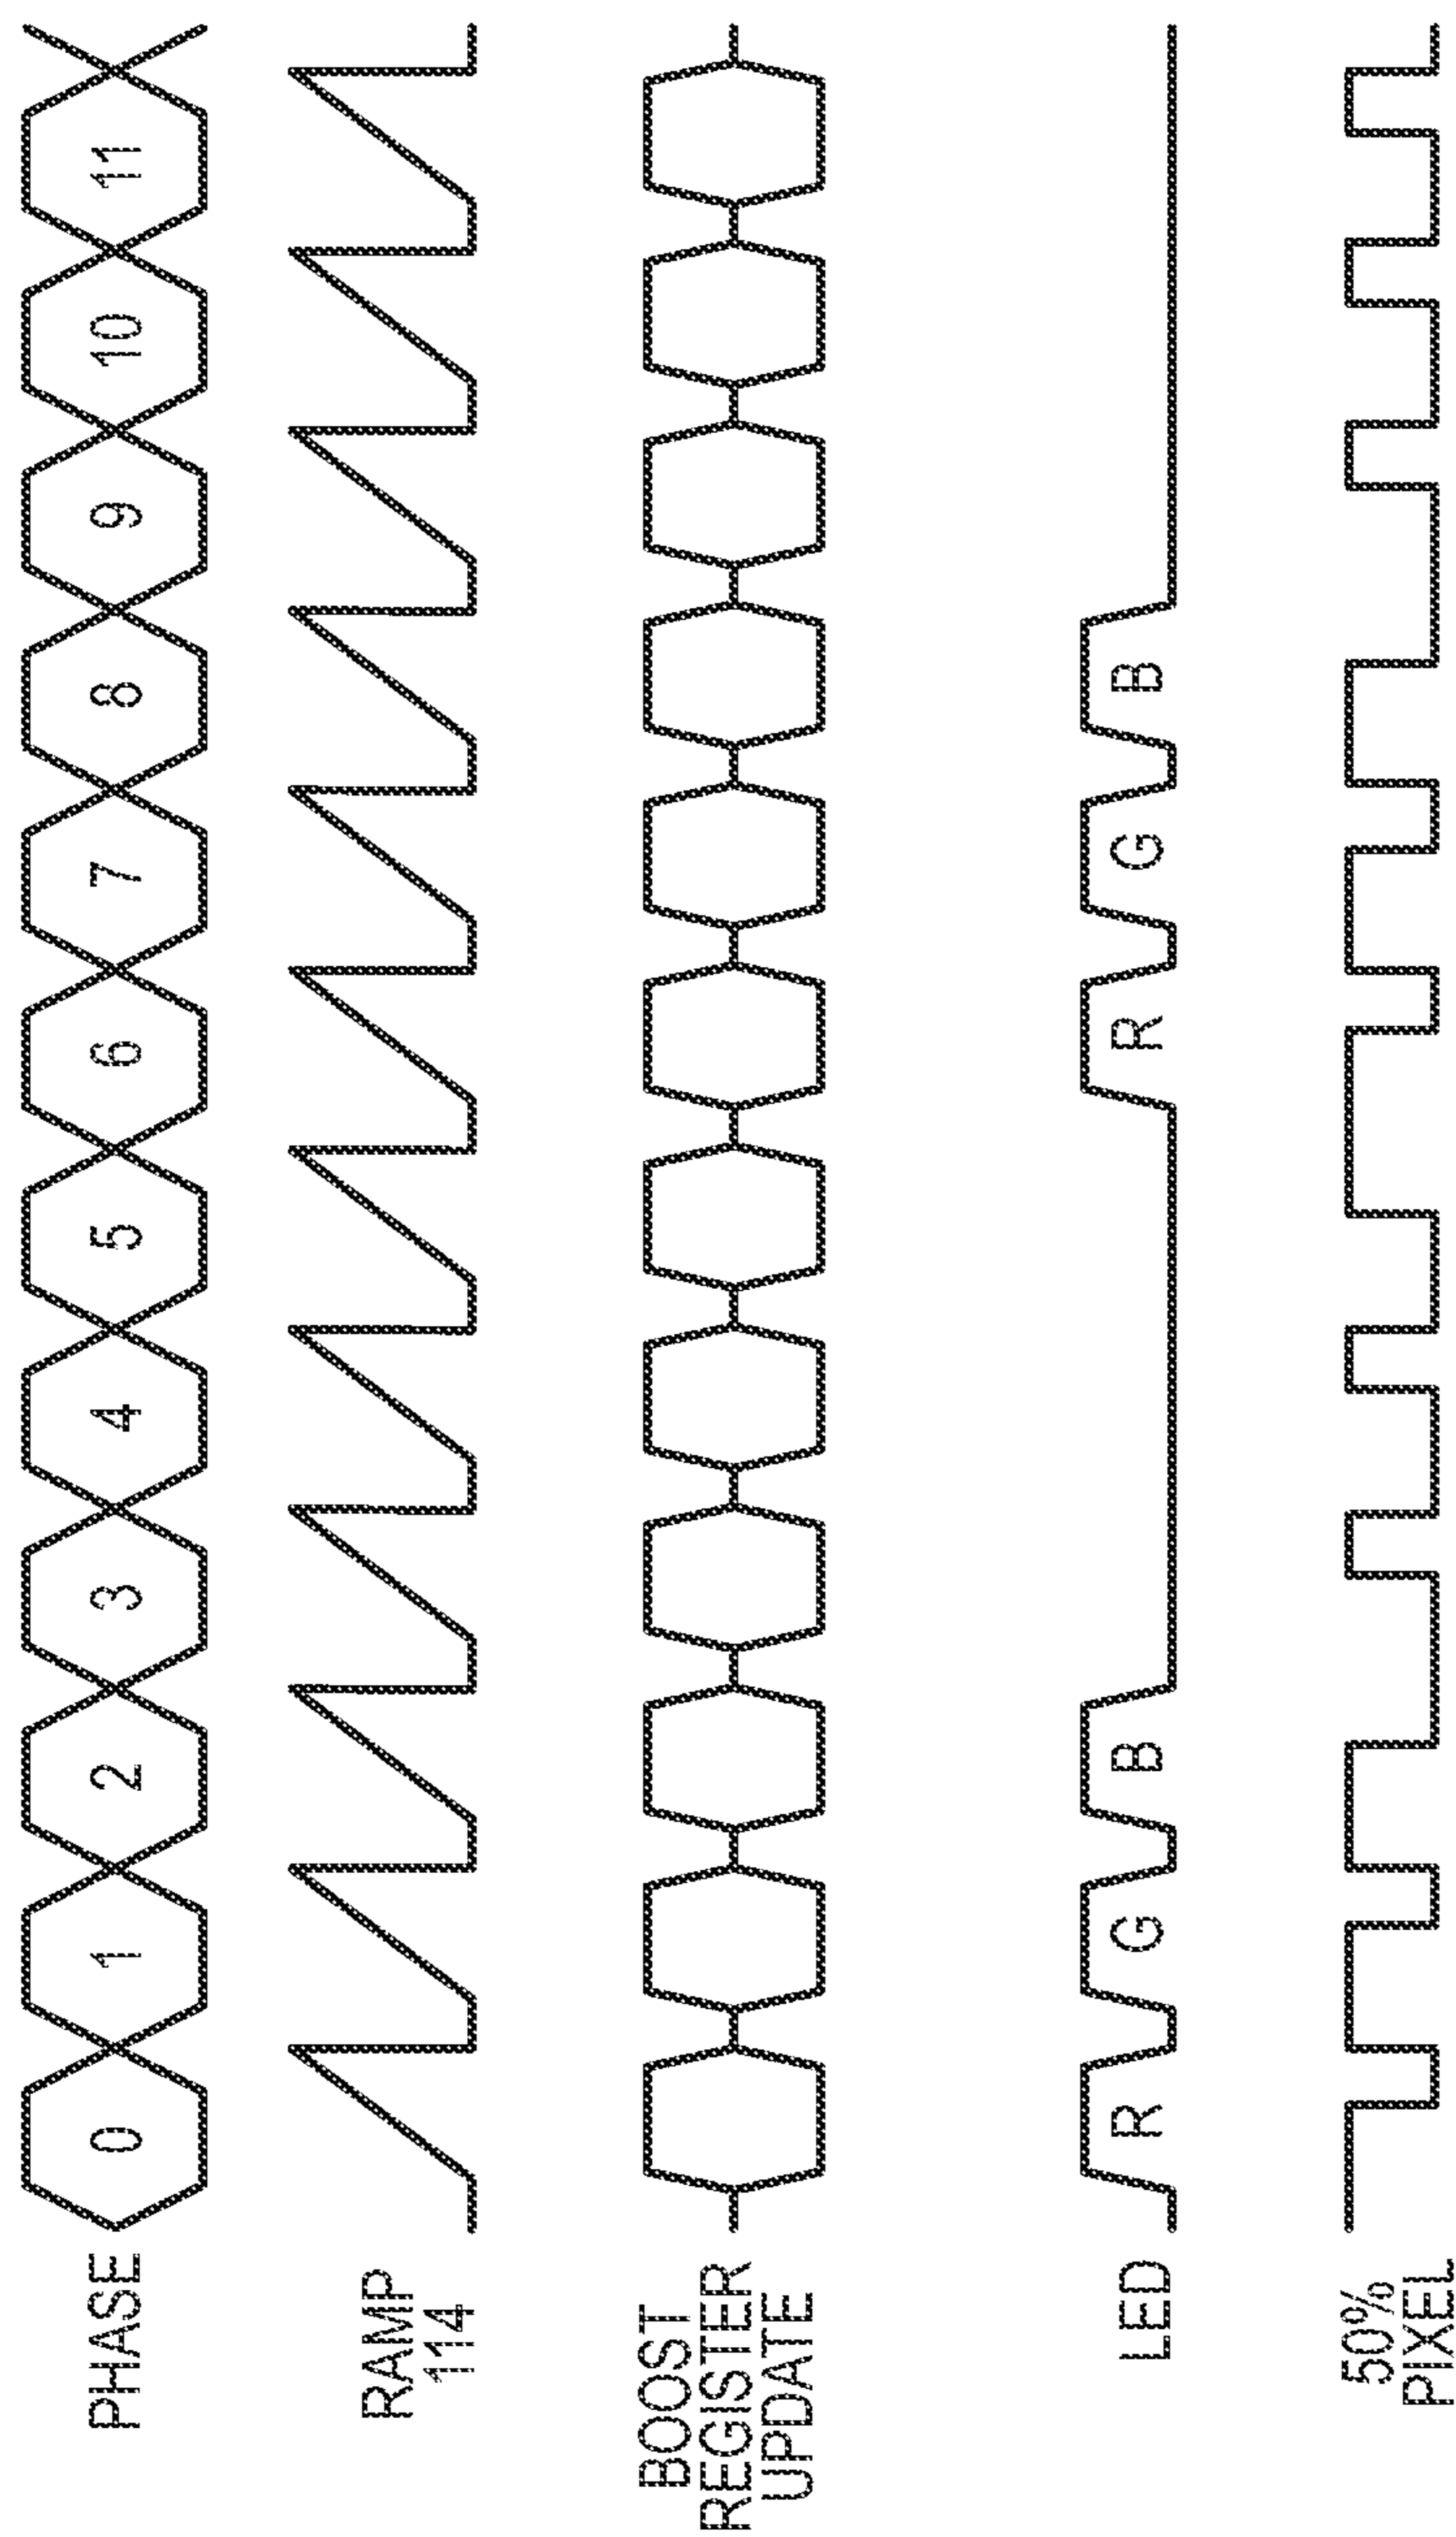 PHASE
0 1 2 3 4 5 6 7 8 9 10 11
RAMP
114
BOOST
REGISTER
UPDATE
LED
R G B R G B
50%
PIXEL